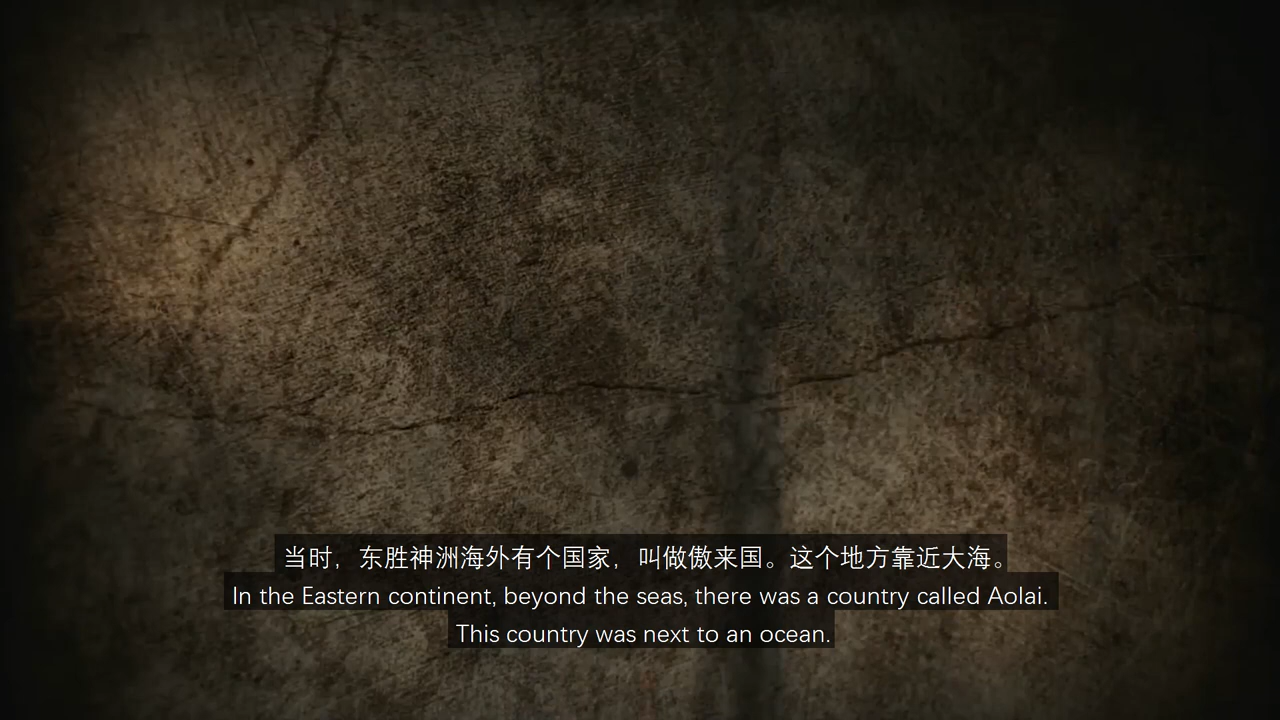 当时，东胜神洲海外有个国家，叫做傲来国。这个地方靠近大海。
In the Eastern continent, beyond the seas, there was a country called Aolai.
This country was next to an ocean.